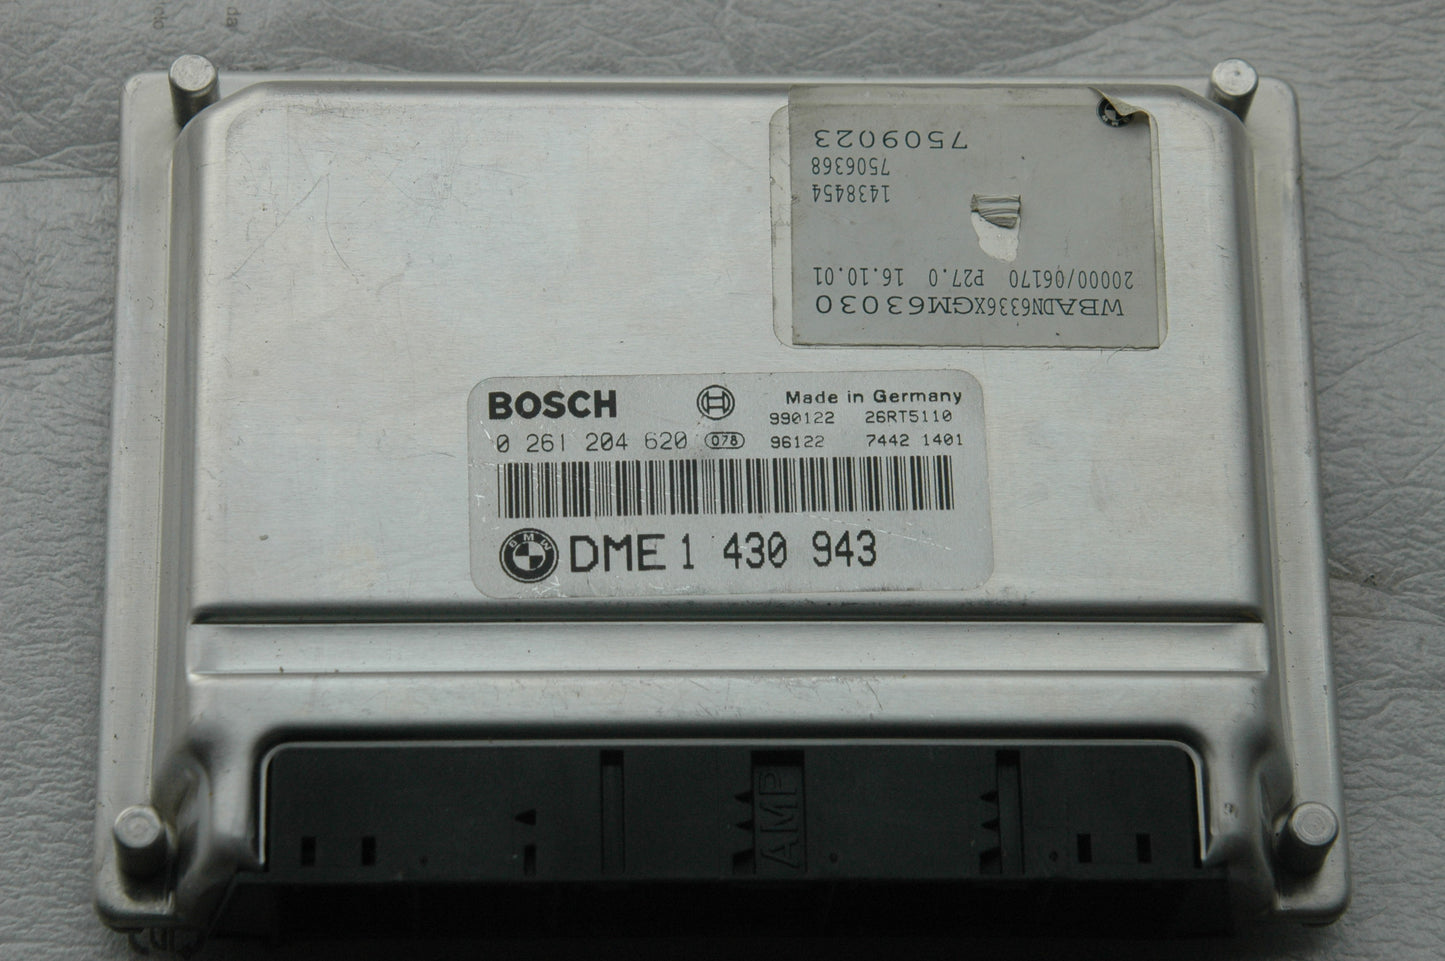 7509023
7506368
1438454
20000/06170 P27.0 16.10.01
WBADN6336XGM63030
BOSCH
Made in Germany
990122 26RT5110
0 261 204 620 078 96122 7442 1401
BMW
DME 1 430 943
AMP